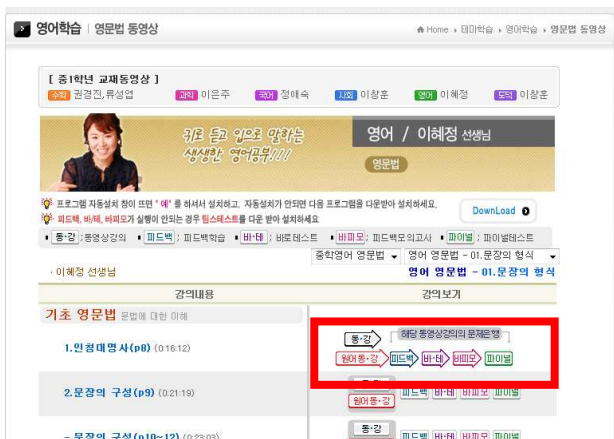 영어학습 | 영문법 동영상
Home › 테마학습 › 영어학습 › 영문법 동영상
[ 중1학년 교재동영상 ]
수학 권경진,류성엽 과학 이은주 국어 정애숙 사회 이창훈 영어 이혜정 도덕 이창훈
귀로 듣고 입으로 말하는
생생한 영어공부!!!
영어 / 이혜정 선생님
영문법
프로그램 자동설치 창이 뜨면 "예"를 하셔서 설치하고, 자동설치가 안되면 다음 프로그램을 다운받아 설치하세요.
피드백, 바/테, 바피모가 실행이 안되는 경우 팁스테스트를 다운 받아 설치하세요
DownLoad
동·강 ; 동영상강의 피드백 ; 피드백학습 바·테 ; 바로테스트 바피모 ; 피드백모의고사 파이널 ; 파이널테스트
중학영어 영문법 영어 영문법 - 01.문장의 형식
· 이혜정 선생님
영어 영문법 - 01.문장의 형식
강의내용 강의보기
기초 영문법 문법에 대한 이해
해당 동영상강의의 문제은행
동·강
1.인칭대명사(p8) (0:16:12)
원어동·강 피드백 바·테 바피모 파이널
동·강
2.문장의 구성(p9) (0:21:19)
원어동·강 피드백 바·테 바피모 파이널
동·강
- 문장의 구성(p10~12) (0:23:03)
피드백 바·테 바피모 파이널